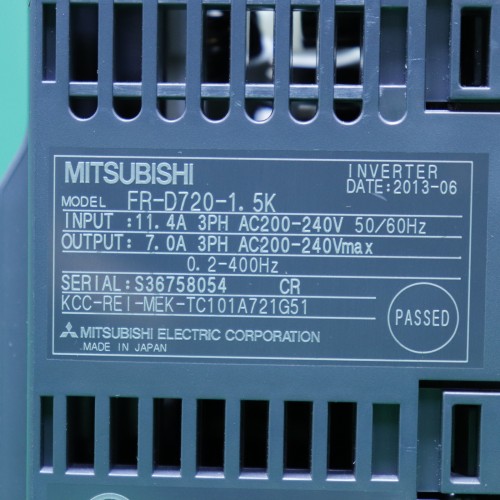 MITSUBISHI
INVERTER
DATE:2013-06
MODEL FR-D720-1.5K
INPUT :11.4A 3PH AC200-240V 50/60Hz
OUTPUT: 7.0A 3PH AC200-240Vmax
0.2-400Hz
SERIAL:S36758054 CR
KCC-REI-MEK-TC101A721G51
PASSED
MITSUBISHI ELECTRIC CORPORATION
MADE IN JAPAN